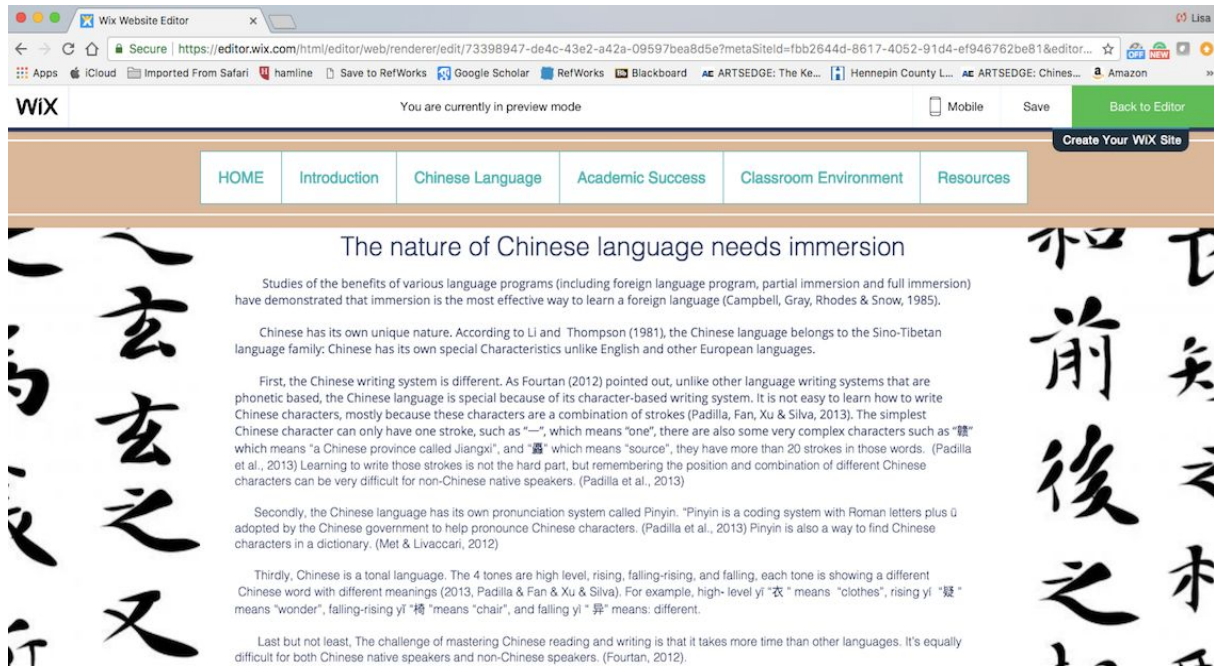 Wix Website Editor
Lisa
Secure | https://editor.wix.com/html/editor/web/renderer/edit/73398947-de4c-43e2-a42a-09597bea8d5e?metaSiteId=fbb2644d-8617-4052-91d4-ef946762be81&editor...
OFF NEW
Apps iCloud Imported From Safari hamline Save to RefWorks Google Scholar RefWorks Blackboard ARTSEDGE: The Ke... Hennepin County L... ARTSEDGE: Chines... Amazon »
WiX You are currently in preview mode Mobile Save Back to Editor
Create Your WiX Site
HOME Introduction Chinese Language Academic Success Classroom Environment Resources
The nature of Chinese language needs immersion
Studies of the benefits of various language programs (including foreign language program, partial immersion and full immersion)
have demonstrated that immersion is the most effective way to learn a foreign language (Campbell, Gray, Rhodes & Snow, 1985).
Chinese has its own unique nature. According to Li and Thompson (1981), the Chinese language belongs to the Sino-Tibetan
language family: Chinese has its own special Characteristics unlike English and other European languages.
First, the Chinese writing system is different. As Fourtan (2012) pointed out, unlike other language writing systems that are
phonetic based, the Chinese language is special because of its character-based writing system. It is not easy to learn how to write
Chinese characters, mostly because these characters are a combination of strokes (Padilla, Fan, Xu & Silva, 2013). The simplest
Chinese character can only have one stroke, such as “一”, which means “one”, there are also some very complex characters such as “”
which means “a Chinese province called Jiangxi”, and “” which means “source”, they have more than 20 strokes in those words. (Padilla
et al., 2013) Learning to write those strokes is not the hard part, but remembering the position and combination of different Chinese
characters can be very difficult for non-Chinese native speakers. (Padilla et al., 2013)
Secondly, the Chinese language has its own pronunciation system called Pinyin. “Pinyin is a coding system with Roman letters plus ü
adopted by the Chinese government to help pronounce Chinese characters. (Padilla et al., 2013) Pinyin is also a way to find Chinese
characters in a dictionary. (Met & Livaccari, 2012)
Thirdly, Chinese is a tonal language. The 4 tones are high level, rising, falling-rising, and falling, each tone is showing a different
Chinese word with different meanings (2013, Padilla & Fan & Xu & Silva). For example, high- level yī “衣 ” means “clothes”, rising yí “疑 ”
means “wonder”, falling-rising yǐ “椅 ”means “chair”, and falling yì “ 异” means: different.
Last but not least, The challenge of mastering Chinese reading and writing is that it takes more time than other languages. It's equally
difficult for both Chinese native speakers and non-Chinese speakers. (Fourtan, 2012).
玄
玄
之
又
和
前
後
之